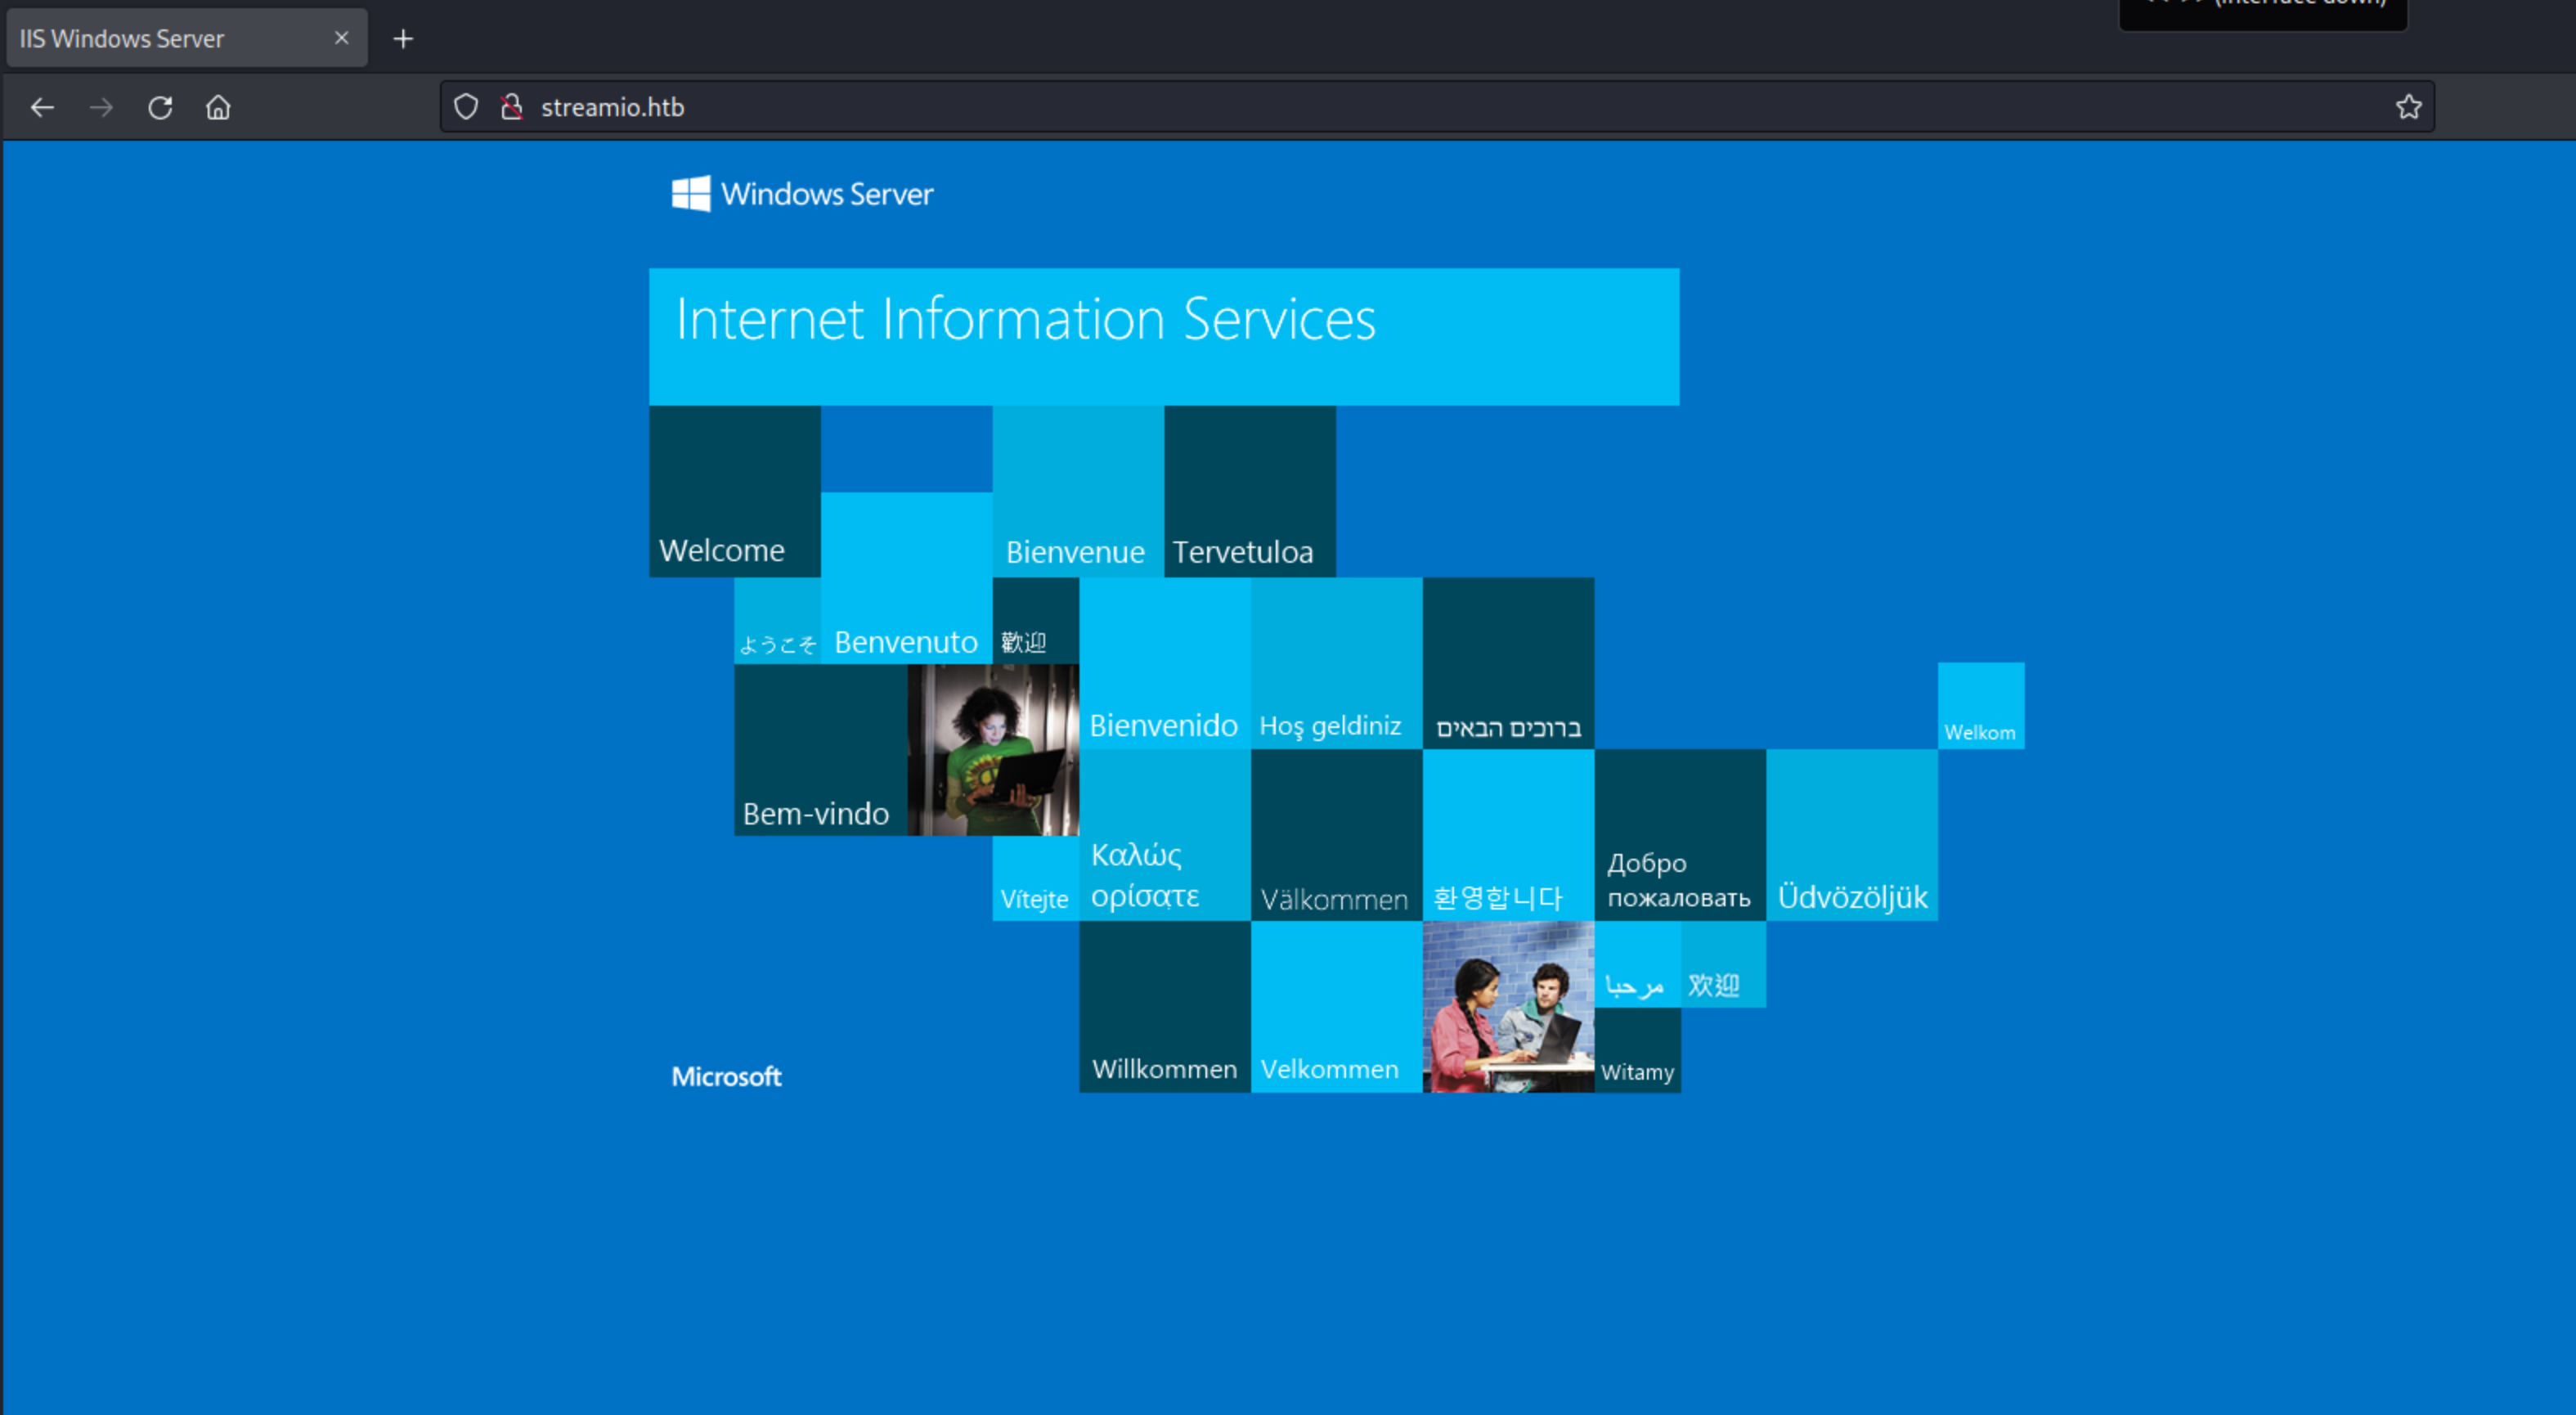 (interface down)
IIS Windows Server
streamio.htb
Windows Server
Internet Information Services
Welcome
Bienvenue
Tervetuloa
ようこそ
Benvenuto
歡迎
Bienvenido
Hoş geldiniz
ברוכים הבאים
Welkom
Bem-vindo
Vítejte
Καλώς
ορίσατε
Välkommen
환영합니다
Добро
пожаловать
Üdvözöljük
مرحبا
欢迎
Willkommen
Velkommen
Witamy
Microsoft